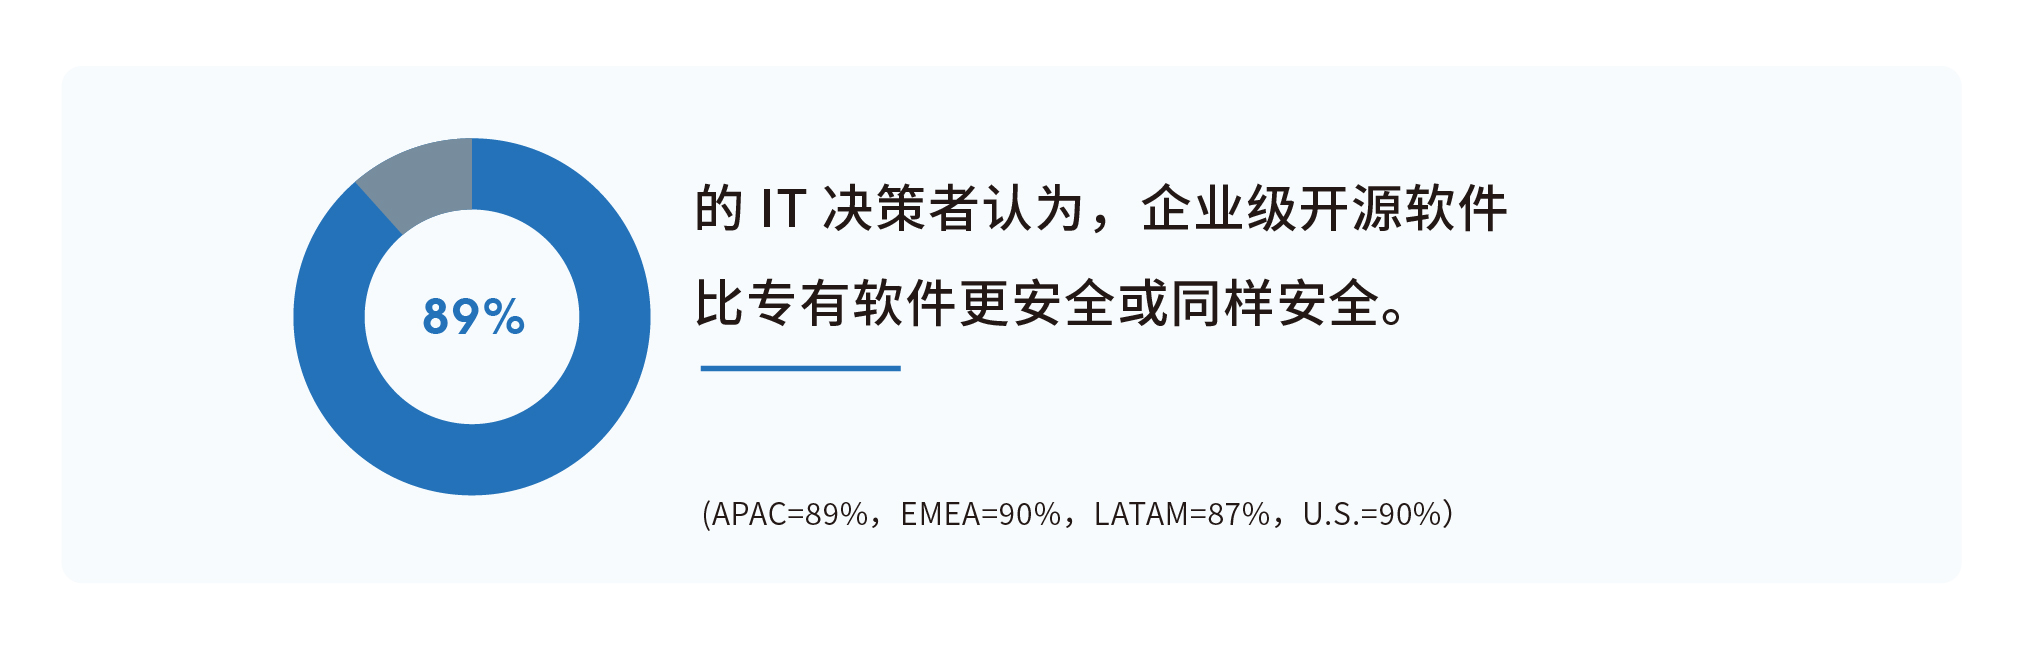 89%
的 IT 决策者认为，企业级开源软件
比专有软件更安全或同样安全。
(APAC=89%，EMEA=90%，LATAM=87%，U.S.=90%）